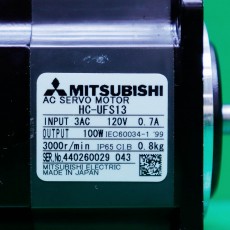 MITSUBISHI
AC SERVO MOTOR
HC-UFS13
INPUT 3AC 120V 0.7A
OUTPUT 100W IEC60034-1 '99
3000r/min IP65 Cl.B 0.8kg
SER.No.440260029 043
MITSUBISHI ELECTRIC
MADE IN JAPAN